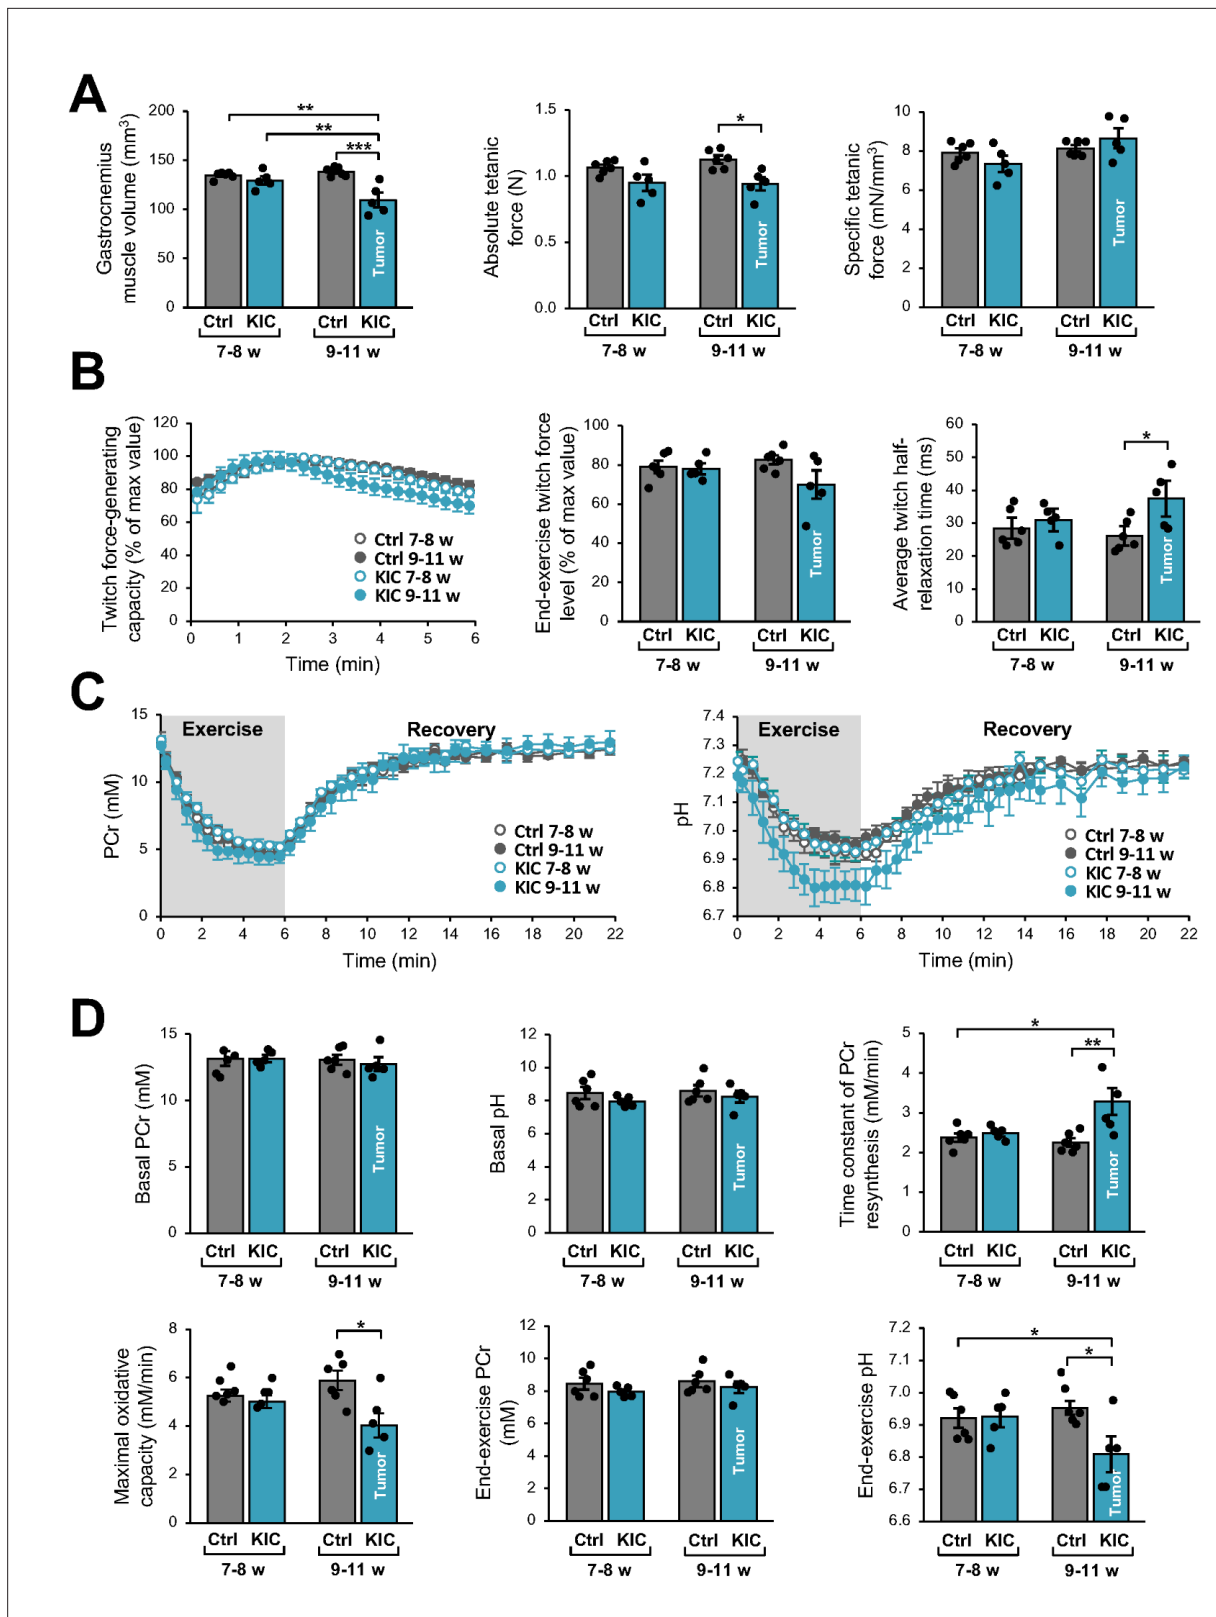 A
Gastrocnemius
muscle volume (mm³)
200
150
100
50
0
**
**
***
Tumor
Ctrl KIC Ctrl KIC
7-8 w 9-11 w
Absolute tetanic
force (N)
1.5
1.0
0.5
0.0
*
Tumor
Ctrl KIC Ctrl KIC
7-8 w 9-11 w
Specific tetanic
force (mN/mm³)
10
8
6
4
2
0
Tumor
Ctrl KIC Ctrl KIC
7-8 w 9-11 w
B
Twitch force-generating
capacity (% of max value)
120
100
80
60
40
20
0
Ctrl 7-8 w
Ctrl 9-11 w
KIC 7-8 w
KIC 9-11 w
0 1 2 3 4 5 6
Time (min)
End-exercise twitch force
level (% of max value)
100
80
60
40
20
0
Tumor
Ctrl KIC Ctrl KIC
7-8 w 9-11 w
Average twitch half-
relaxation time (ms)
60
50
40
30
20
10
0
*
Tumor
Ctrl KIC Ctrl KIC
7-8 w 9-11 w
C
PCr (mM)
15
10
5
0
Exercise Recovery
Ctrl 7-8 w
Ctrl 9-11 w
KIC 7-8 w
KIC 9-11 w
0 2 4 6 8 10 12 14 16 18 20 22
Time (min)
pH
7.4
7.3
7.2
7.1
7.0
6.9
6.8
6.7
Exercise Recovery
Ctrl 7-8 w
Ctrl 9-11 w
KIC 7-8 w
KIC 9-11 w
0 2 4 6 8 10 12 14 16 18 20 22
Time (min)
D
Basal PCr (mM)
15
10
5
0
Tumor
Ctrl KIC Ctrl KIC
7-8 w 9-11 w
Basal pH
12
10
8
6
4
2
0
Tumor
Ctrl KIC Ctrl KIC
7-8 w 9-11 w
Time constant of PCr
resynthesis (mM/min)
5
4
3
2
1
0
*
**
Tumor
Ctrl KIC Ctrl KIC
7-8 w 9-11 w
Maximal oxidative
capacity (mM/min)
8
6
4
2
0
*
Tumor
Ctrl KIC Ctrl KIC
7-8 w 9-11 w
End-exercise PCr
(mM)
12
10
8
6
4
2
0
Tumor
Ctrl KIC Ctrl KIC
7-8 w 9-11 w
End-exercise pH
7.2
7.1
7.0
6.9
6.8
6.7
6.6
*
*
Tumor
Ctrl KIC Ctrl KIC
7-8 w 9-11 w